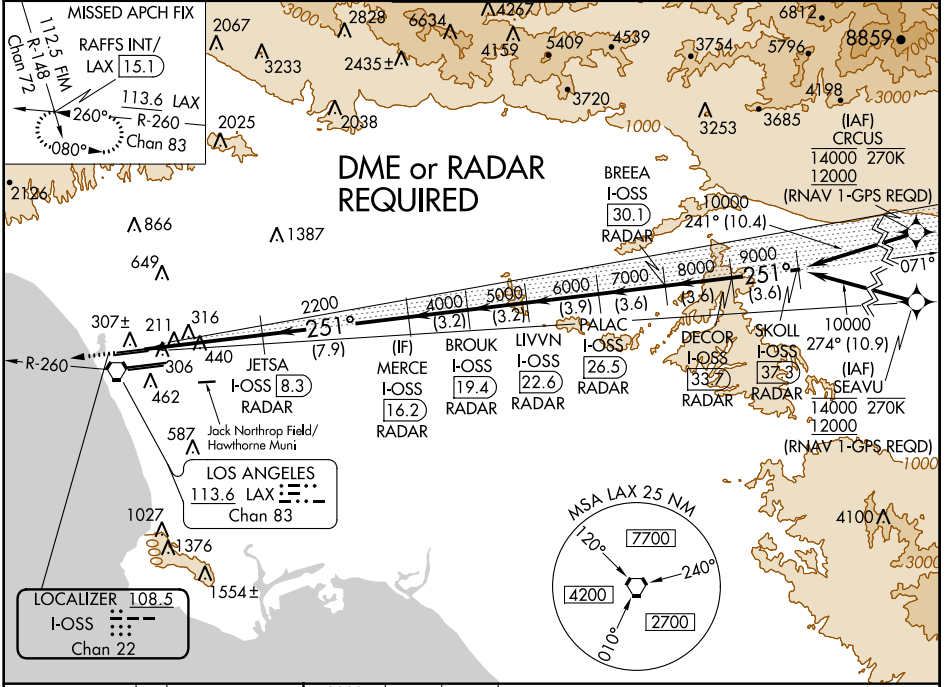 MISSED APCH FIX
RAFFS INT/
LAX 15.1
112.5 FIM
R-148
Chan 72
113.6 LAX
260° R-260
Chan 83
080°
2067
2828
6634
4267
6812
3233
2435±
4159
5409
4539
3754
5796
8859
3720
4198
3000
2038
3253
3685
2025
1000
2126
DME or RADAR
REQUIRED
(IAF)
CRCUS
14000 270K
12000
(RNAV 1-GPS REQD)
BREEA
I-OSS
30.1
RADAR
10000
241° (10.4)
866
1387
649
071°
2200
4000
5000
6000
7000
8000
9000
251°
251°
(7.9)
(3.2)
(3.2)
(3.9)
(3.6)
(3.6)
(3.6)
10000
274° (10.9)
307±
211
316
440
306
462
R-260
JETSA
I-OSS 8.3
RADAR
(IF)
MERCE
I-OSS
16.2
RADAR
BROUK
I-OSS
19.4
RADAR
LIVVN
I-OSS
22.6
RADAR
PALAC
I-OSS
26.5
RADAR
DECOR
I-OSS
33.7
RADAR
SKOLL
I-OSS
37.3
RADAR
(IAF)
SEAVU
14000 270K
12000
(RNAV 1-GPS REQD)
Jack Northrop Field/
Hawthorne Muni
587
LOS ANGELES
113.6 LAX
Chan 83
1000
1027
1376
1000
1554±
4100
3000
MSA LAX 25 NM
120°
7700
240°
4200
2700
010°
LOCALIZER 108.5
I-OSS
Chan 22